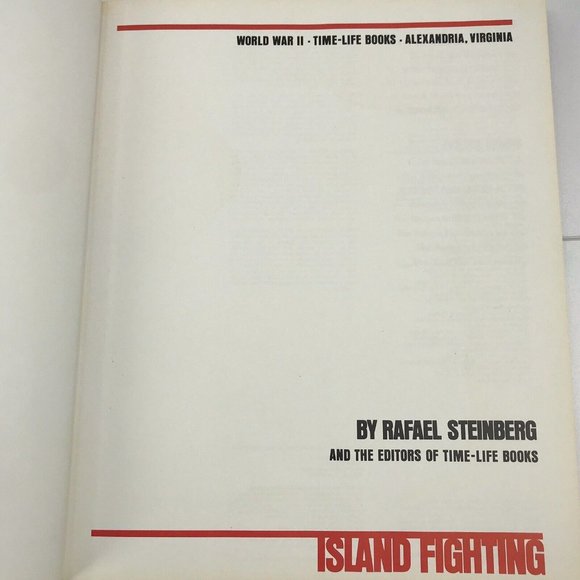 WORLD WAR II · TIME-LIFE BOOKS · ALEXANDRIA, VIRGINIA
BY RAFAEL STEINBERG
AND THE EDITORS OF TIME-LIFE BOOKS
ISLAND FIGHTING